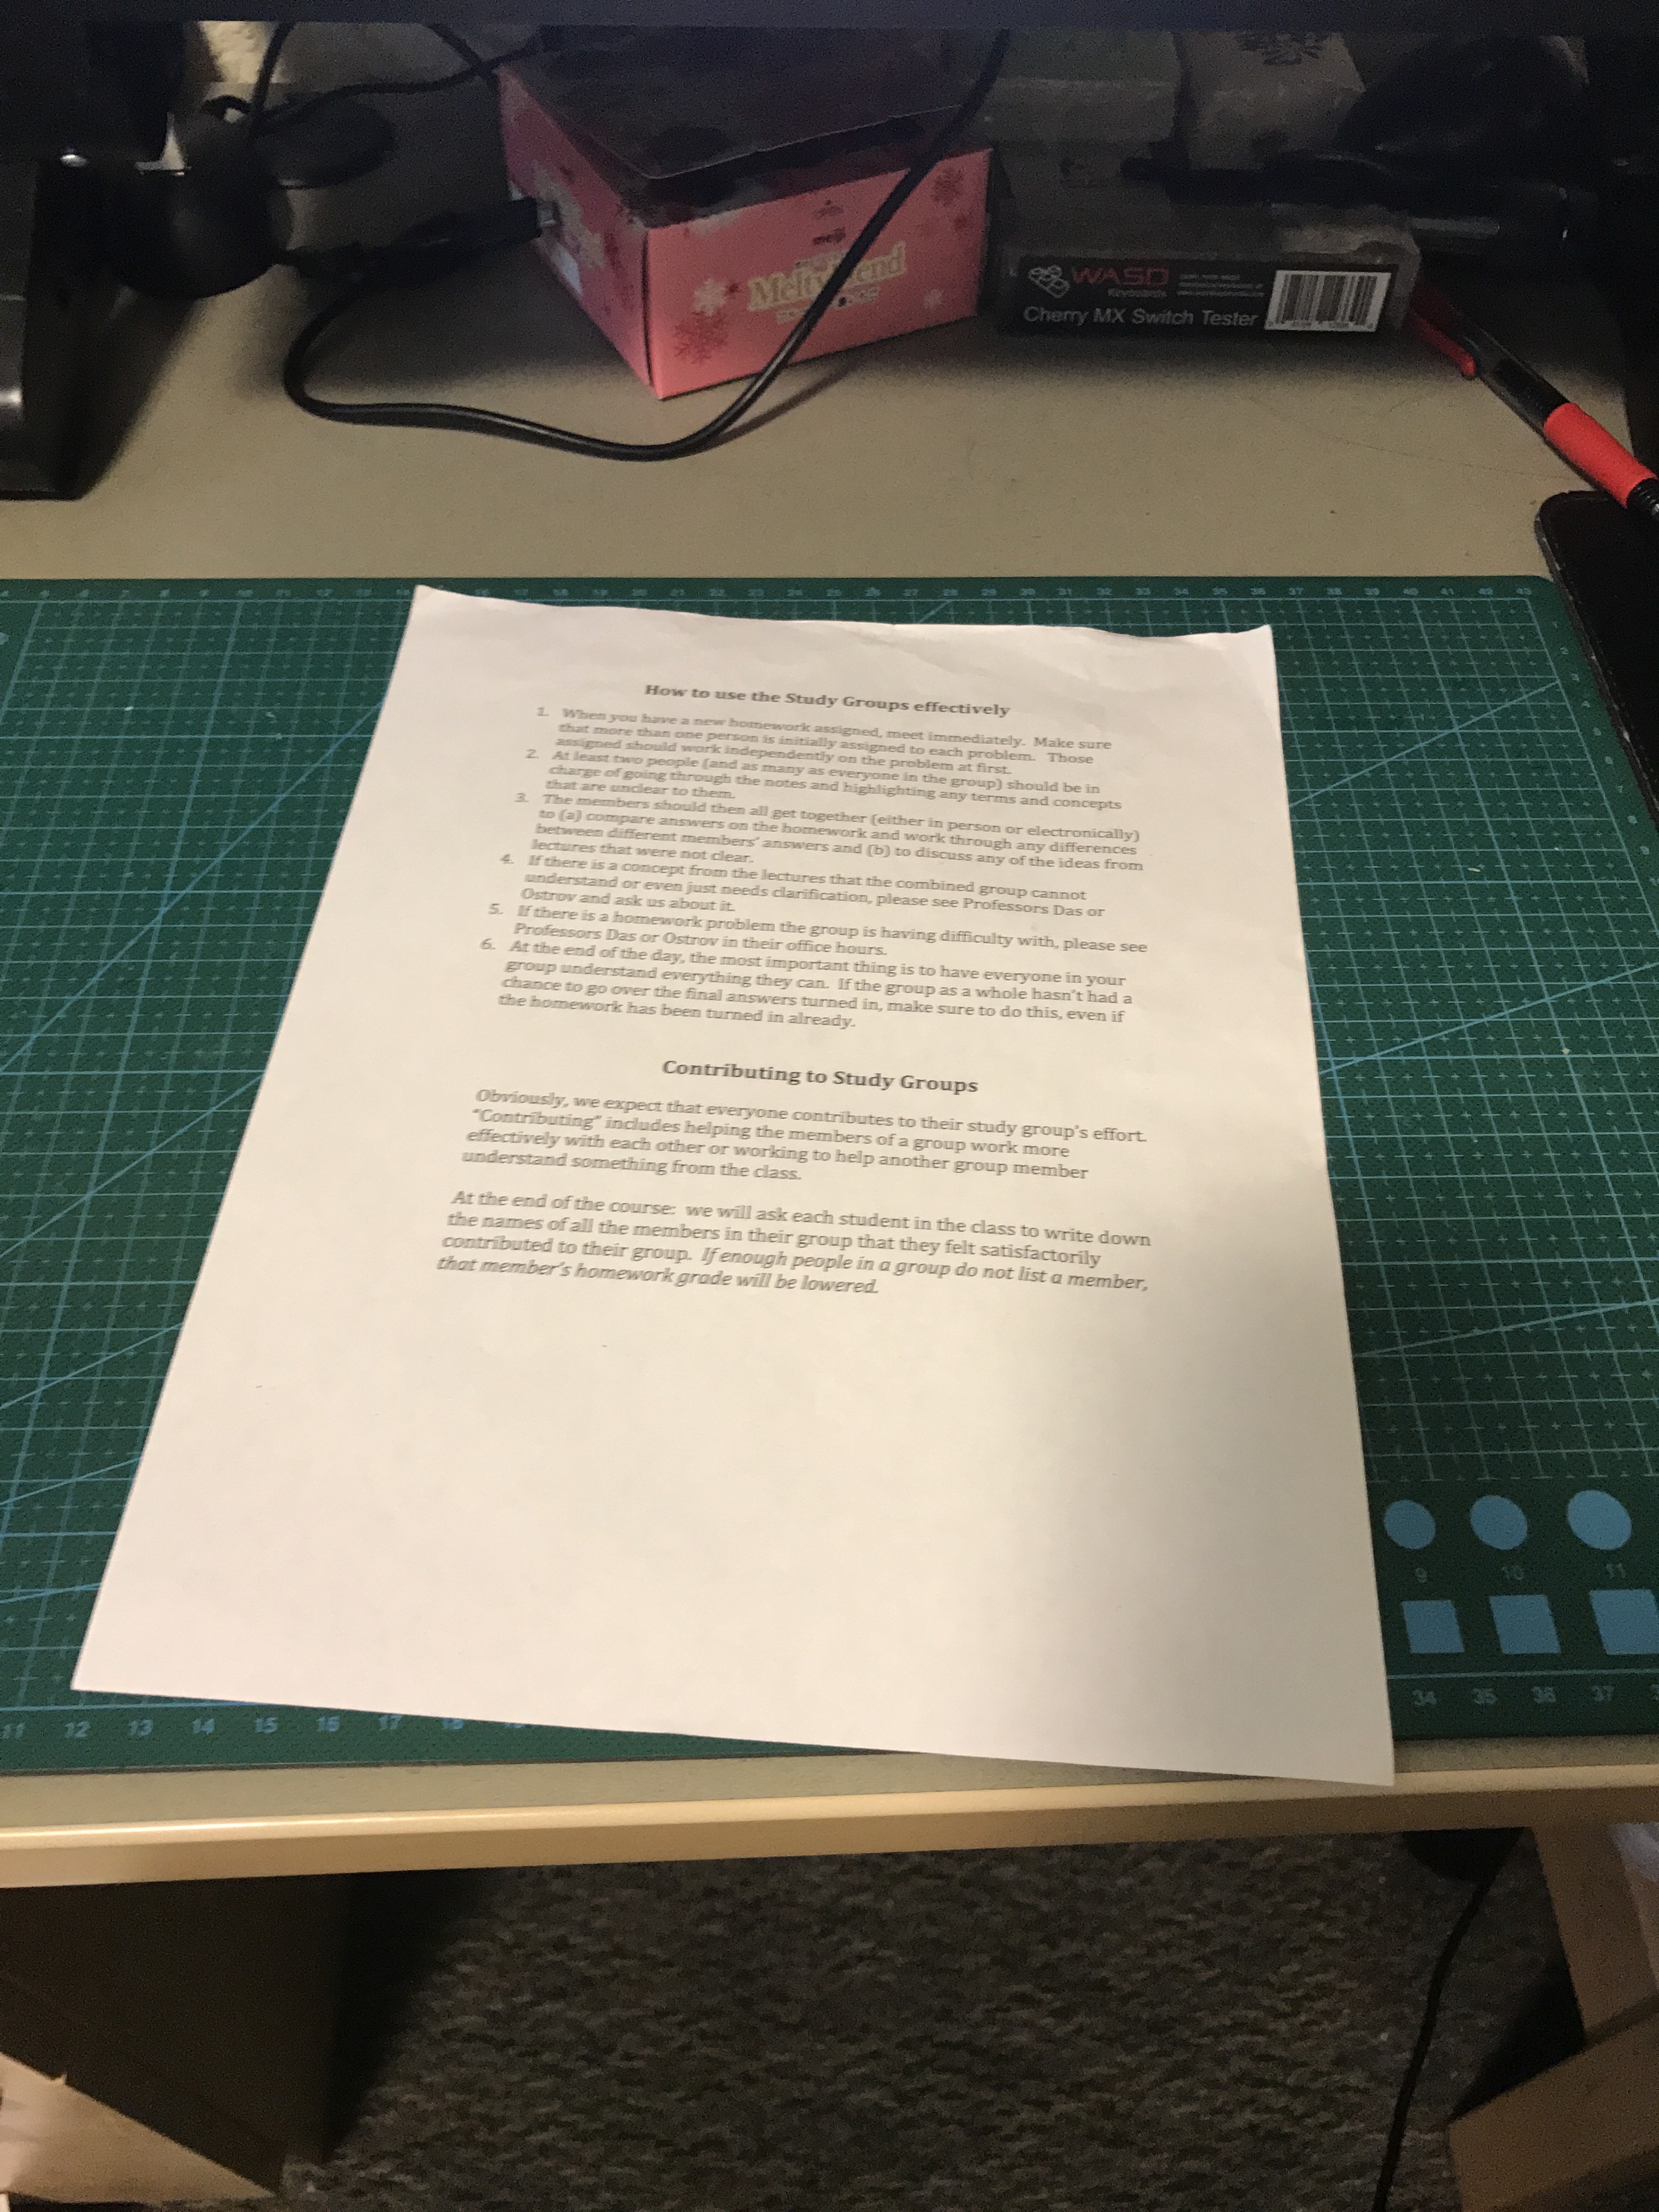 meiji
Melty Blend
WASD
Keyboards
Cherry MX Switch Tester
How to use the Study Groups effectively
1. When you have a new homework assigned, meet immediately. Make sure
that more than one person is initially assigned to each problem. Those
assigned should work independently on the problem at first.
2. At least two people (and as many as everyone in the group) should be in
charge of going through the notes and highlighting any terms and concepts
that are unclear to them.
3. The members should then all get together (either in person or electronically)
to (a) compare answers on the homework and work through any differences
between different members' answers and (b) to discuss any of the ideas from
lectures that were not clear.
4. If there is a concept from the lectures that the combined group cannot
understand or even just needs clarification, please see Professors Das or
Ostrov and ask us about it.
5. If there is a homework problem the group is having difficulty with, please see
Professors Das or Ostrov in their office hours.
6. At the end of the day, the most important thing is to have everyone in your
group understand everything they can. If the group as a whole hasn't had a
chance to go over the final answers turned in, make sure to do this, even if
the homework has been turned in already.
Contributing to Study Groups
Obviously, we expect that everyone contributes to their study group's effort.
"Contributing" includes helping the members of a group work more
effectively with each other or working to help another group member
understand something from the class.
At the end of the course: we will ask each student in the class to write down
the names of all the members in their group that they felt satisfactorily
contributed to their group. If enough people in a group do not list a member,
that member's homework grade will be lowered.
9 10 11
34 35 36 37
11 12 13 14 15 16 17 18